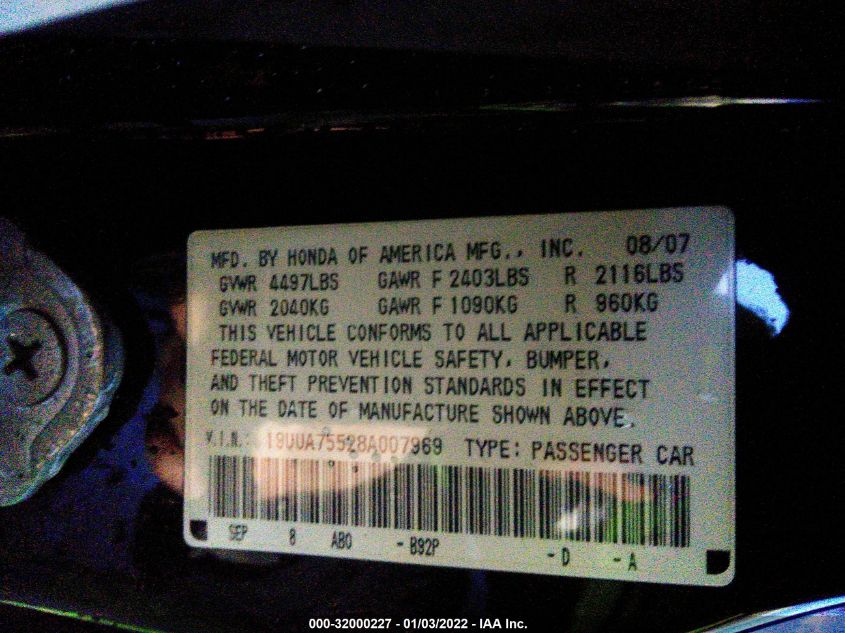 MFD. BY HONDA OF AMERICA MFG., INC. 08/07
GVWR 4497LBS GAWR F 2403LBS R 2116LBS
GVWR 2040KG GAWR F 1090KG R 960KG
THIS VEHICLE CONFORMS TO ALL APPLICABLE
FEDERAL MOTOR VEHICLE SAFETY, BUMPER,
AND THEFT PREVENTION STANDARDS IN EFFECT
ON THE DATE OF MANUFACTURE SHOWN ABOVE.
V.I.N.: 19UUA75528A007969 TYPE: PASSENGER CAR
SEP 8 AB0 - B92P - D - A
000-32000227 - 01/03/2022 - IAA Inc.